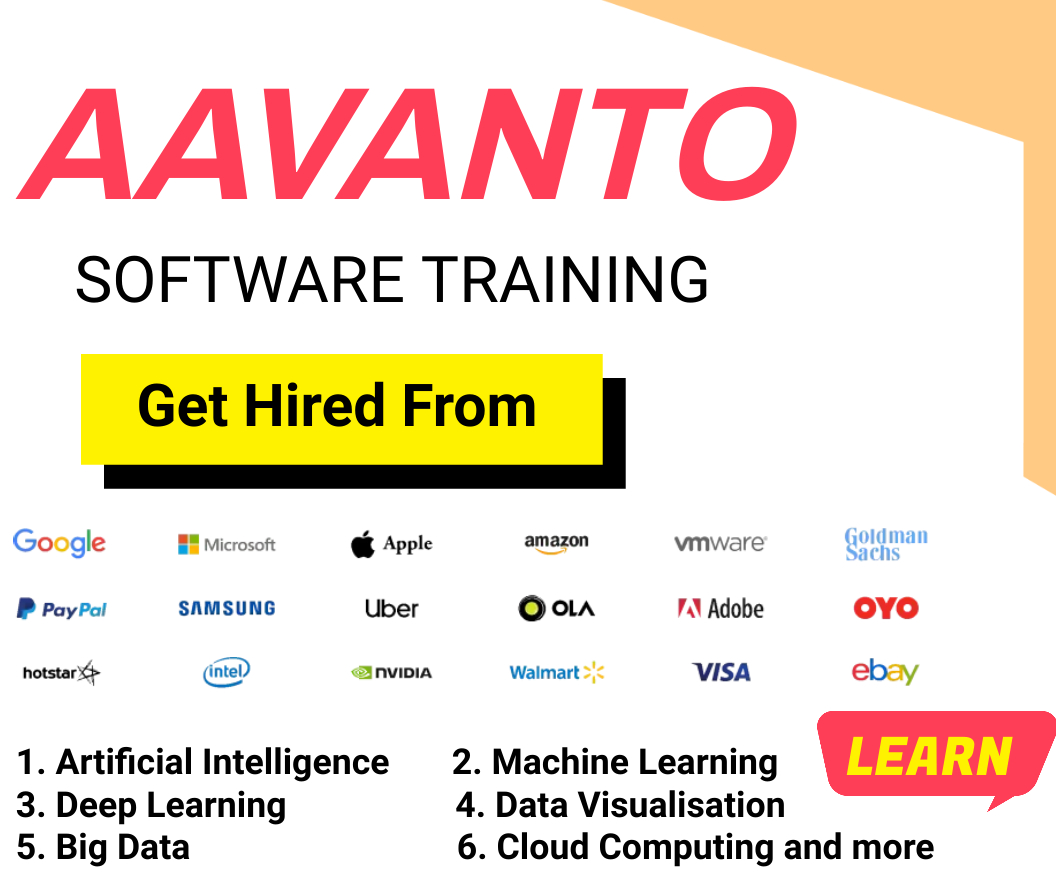 AAVANTO
SOFTWARE TRAINING
Get Hired From
Google Microsoft Apple amazon vmware Goldman Sachs
PayPal SAMSUNG Uber OLA Adobe OYO
hotstar intel NVIDIA Walmart VISA ebay
LEARN
1. Artificial Intelligence 2. Machine Learning
3. Deep Learning 4. Data Visualisation
5. Big Data 6. Cloud Computing and more